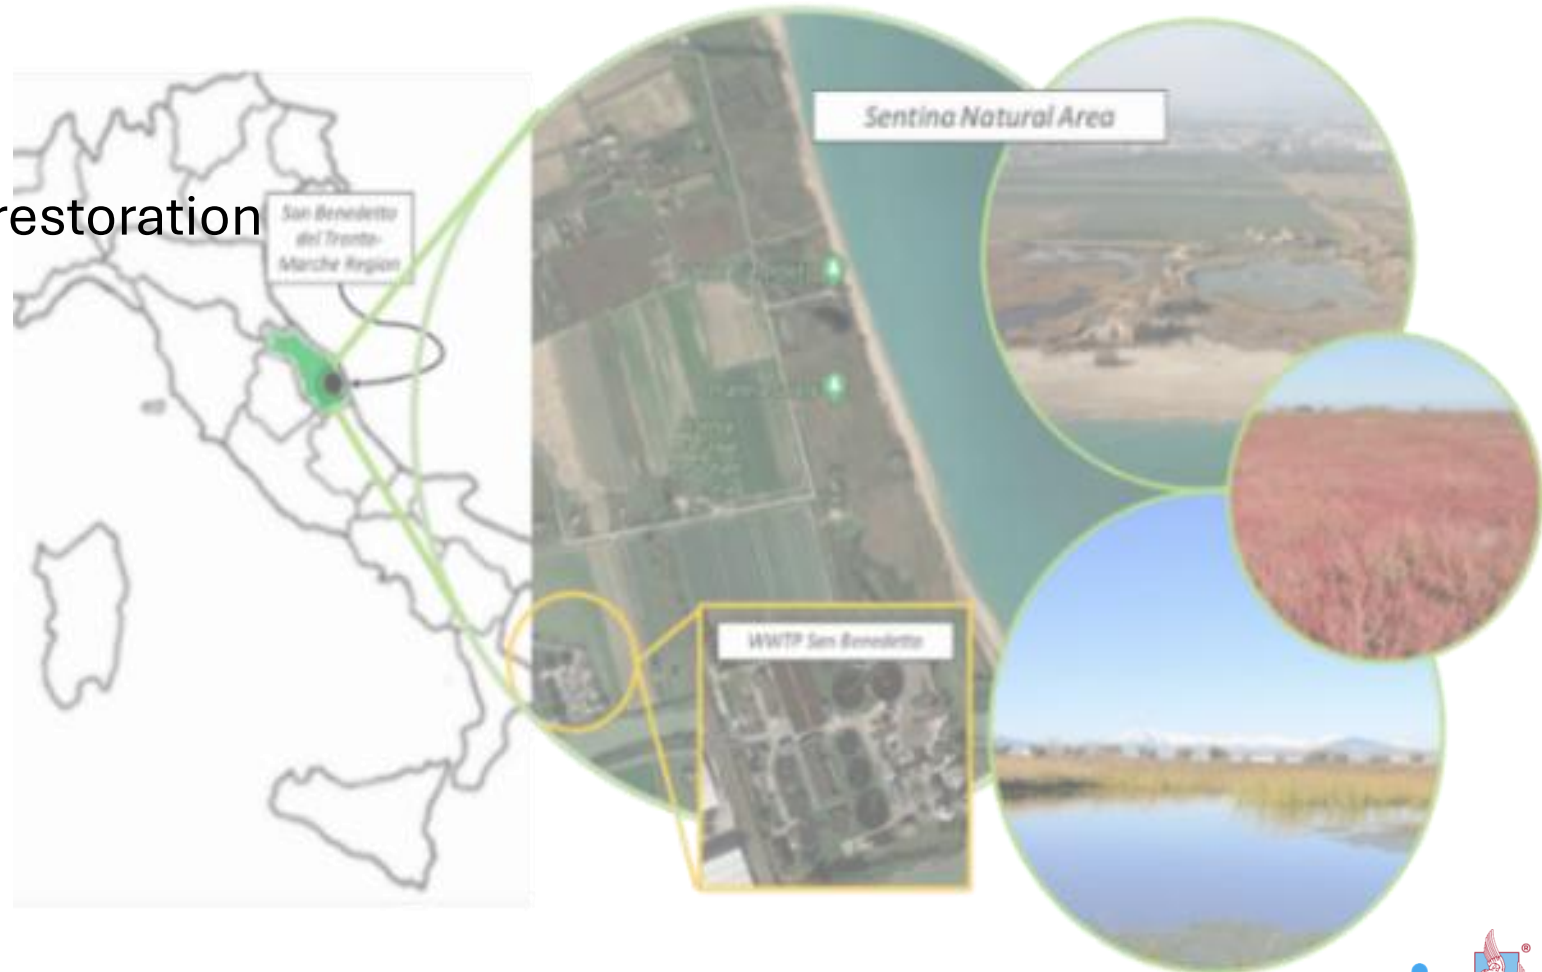 restoration
San Benedetto
del Tronto-
Marche Region
Sentina Natural Area
WWTP San Benedetto
®